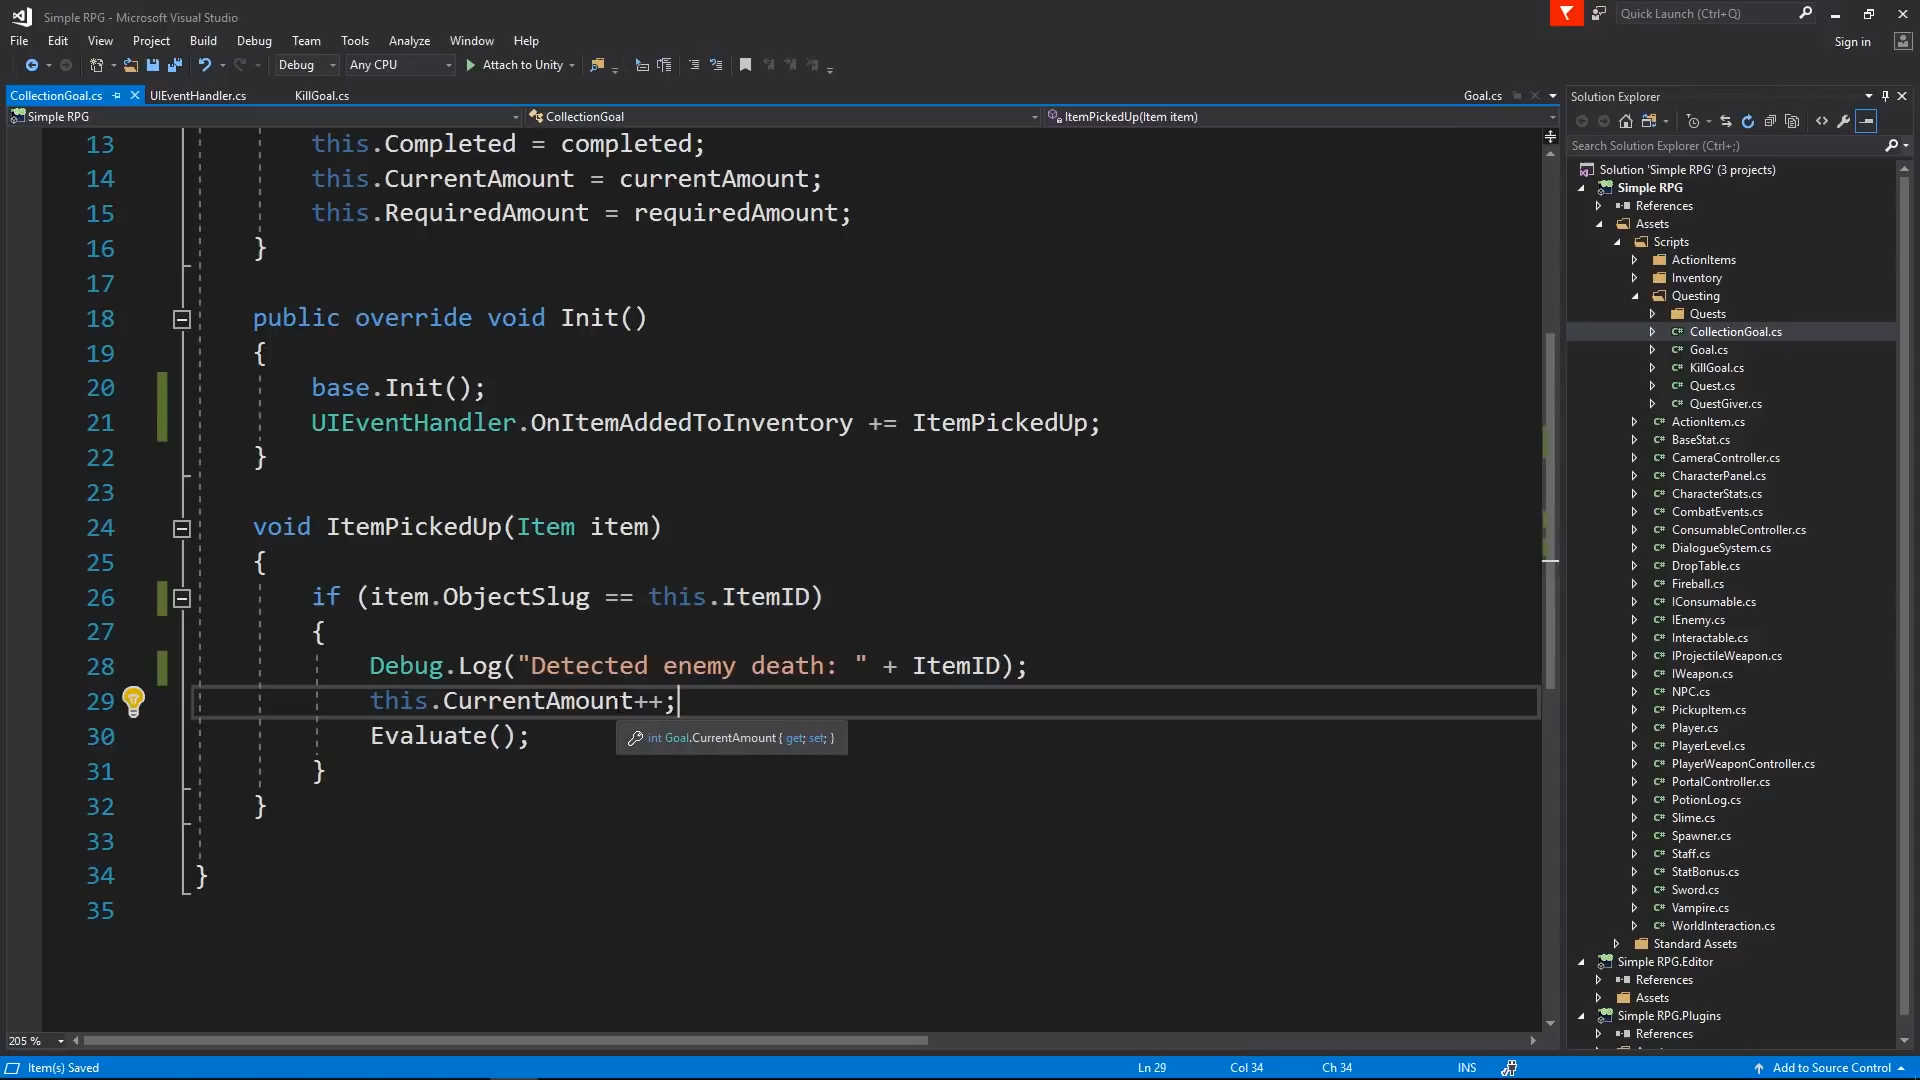 Simple RPG - Microsoft Visual Studio
Quick Launch (Ctrl+Q)
File Edit View Project Build Debug Team Tools Analyze Window Help
Sign in
Debug Any CPU Attach to Unity
CollectionGoal.cs UIEventHandler.cs KillGoal.cs Goal.cs
Simple RPG CollectionGoal ItemPickedUp(Item item)
13 this.Completed = completed;
14 this.CurrentAmount = currentAmount;
15 this.RequiredAmount = requiredAmount;
16 }
17
18 public override void Init()
19 {
20 base.Init();
21 UIEventHandler.OnItemAddedToInventory += ItemPickedUp;
22 }
23
24 void ItemPickedUp(Item item)
25 {
26 if (item.ObjectSlug == this.ItemID)
27 {
28 Debug.Log("Detected enemy death: " + ItemID);
29 this.CurrentAmount++;
30 Evaluate();
int Goal.CurrentAmount { get; set; }
31 }
32 }
33
34 }
35
205 %
Solution Explorer
Search Solution Explorer (Ctrl+;)
Solution 'Simple RPG' (3 projects)
Simple RPG
References
Assets
Scripts
ActionItems
Inventory
Questing
Quests
CollectionGoal.cs
Goal.cs
KillGoal.cs
Quest.cs
QuestGiver.cs
ActionItem.cs
BaseStat.cs
CameraController.cs
CharacterPanel.cs
CharacterStats.cs
CombatEvents.cs
ConsumableController.cs
DialogueSystem.cs
DropTable.cs
Fireball.cs
IConsumable.cs
IEnemy.cs
Interactable.cs
IProjectileWeapon.cs
IWeapon.cs
NPC.cs
PickupItem.cs
Player.cs
PlayerLevel.cs
PlayerWeaponController.cs
PortalController.cs
PotionLog.cs
Slime.cs
Spawner.cs
Staff.cs
StatBonus.cs
Sword.cs
Vampire.cs
WorldInteraction.cs
Standard Assets
Simple RPG.Editor
References
Assets
Simple RPG.Plugins
References
Item(s) Saved Ln 29 Col 34 Ch 34 INS Add to Source Control